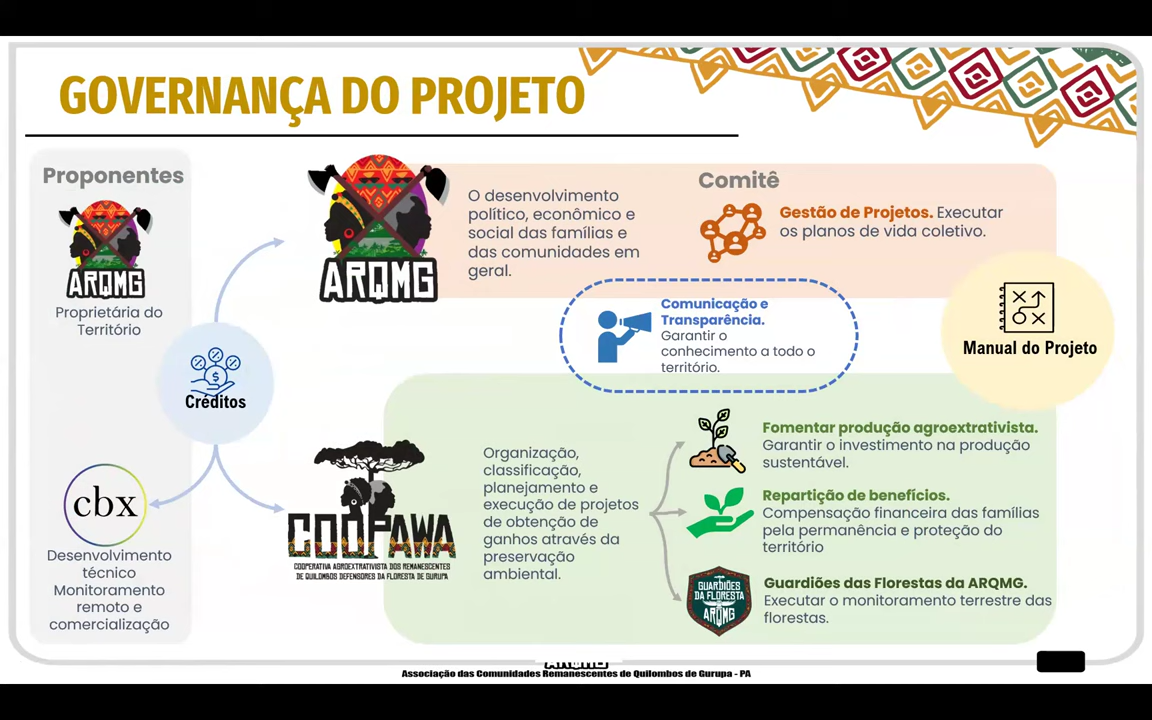 GOVERNANÇA DO PROJETO
Proponentes
ARQMG
Proprietária do
Território
Créditos
cbx
Desenvolvimento
técnico
Monitoramento
remoto e
comercialização
ARQMG
O desenvolvimento
político, econômico e
social das famílias e
das comunidades em
geral.
Comitê
Gestão de Projetos. Executar
os planos de vida coletivo.
Comunicação e
Transparência.
Garantir o
conhecimento a todo o
território.
Manual do Projeto
COOPAWA
COOPERATIVA AGROEXTRATIVISTA DOS REMANESCENTES
DE QUILOMBOS DEFENSORES DA FLORESTA DE GURUPA
Organização,
classificação,
planejamento e
execução de projetos
de obtenção de
ganhos através da
preservação
ambiental.
Fomentar produção agroextrativista.
Garantir o investimento na produção
sustentável.
Repartição de benefícios.
Compensação financeira das famílias
pela permanência e proteção do
território
GUARDIÕES
DA FLORESTA
ARQMG
Guardiões das Florestas da ARQMG.
Executar o monitoramento terrestre das
florestas.
ARQMG
Associação das Comunidades Remanescentes de Quilombos de Gurupa - PA